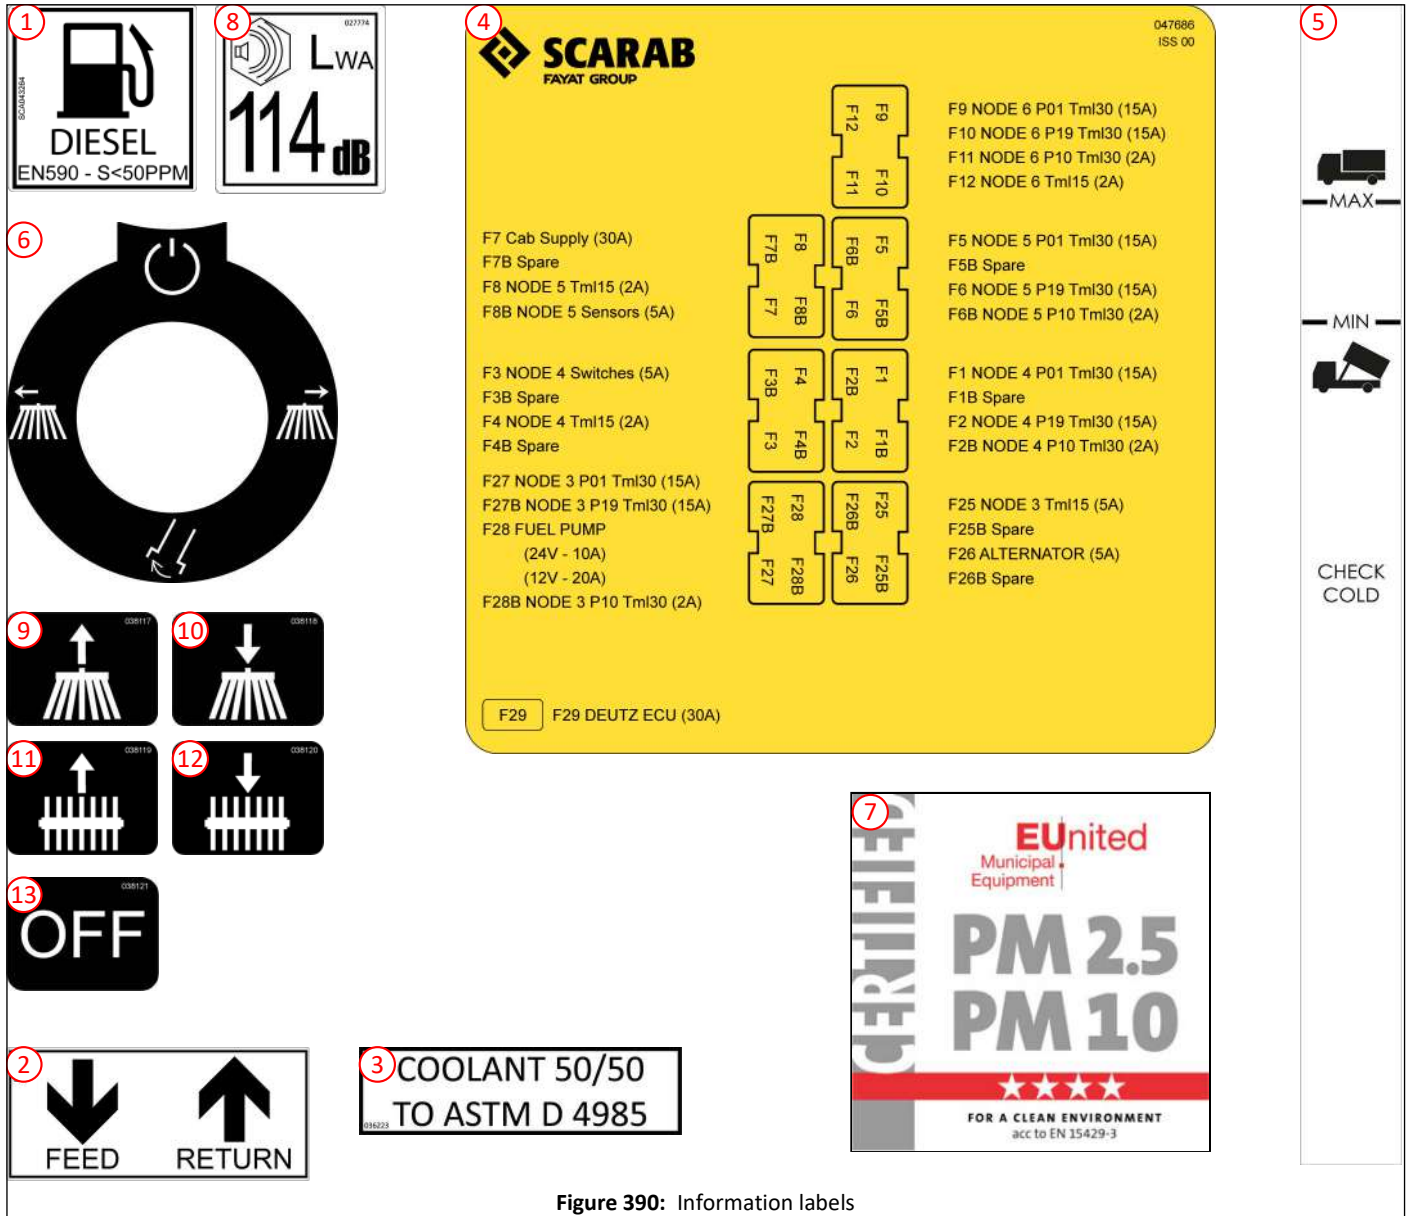 1
SCA043264
DIESEL
EN590 - S<50PPM
8
027774
LWA
114 dB
4
SCARAB
FAYAT GROUP
047686
ISS 00
F12 F9
F11 F10
F9 NODE 6 P01 Tml30 (15A)
F10 NODE 6 P19 Tml30 (15A)
F11 NODE 6 P10 Tml30 (2A)
F12 NODE 6 Tml15 (2A)
F7 Cab Supply (30A)
F7B Spare
F8 NODE 5 Tml15 (2A)
F8B NODE 5 Sensors (5A)
F7B F8 F6B F5
F7 F8B F6 F5B
F5 NODE 5 P01 Tml30 (15A)
F5B Spare
F6 NODE 5 P19 Tml30 (15A)
F6B NODE 5 P10 Tml30 (2A)
F3 NODE 4 Switches (5A)
F3B Spare
F4 NODE 4 Tml15 (2A)
F4B Spare
F3B F4 F2B F1
F3 F4B F2 F1B
F1 NODE 4 P01 Tml30 (15A)
F1B Spare
F2 NODE 4 P19 Tml30 (15A)
F2B NODE 4 P10 Tml30 (2A)
F27 NODE 3 P01 Tml30 (15A)
F27B NODE 3 P19 Tml30 (15A)
F28 FUEL PUMP
(24V - 10A)
(12V - 20A)
F28B NODE 3 P10 Tml30 (2A)
F27B F28 F26B F25
F27 F28B F26 F25B
F25 NODE 3 Tml15 (5A)
F25B Spare
F26 ALTERNATOR (5A)
F26B Spare
F29 F29 DEUTZ ECU (30A)
5
MAX
MIN
CHECK
COLD
6
9
038117
10
038118
11
038119
12
038120
13
038121
OFF
7
CERTIFIED
EUnited
Municipal
Equipment
PM 2.5
PM 10
FOR A CLEAN ENVIRONMENT
acc to EN 15429-3
2
FEED RETURN
3
COOLANT 50/50
036223
TO ASTM D 4985
Figure 390: Information labels